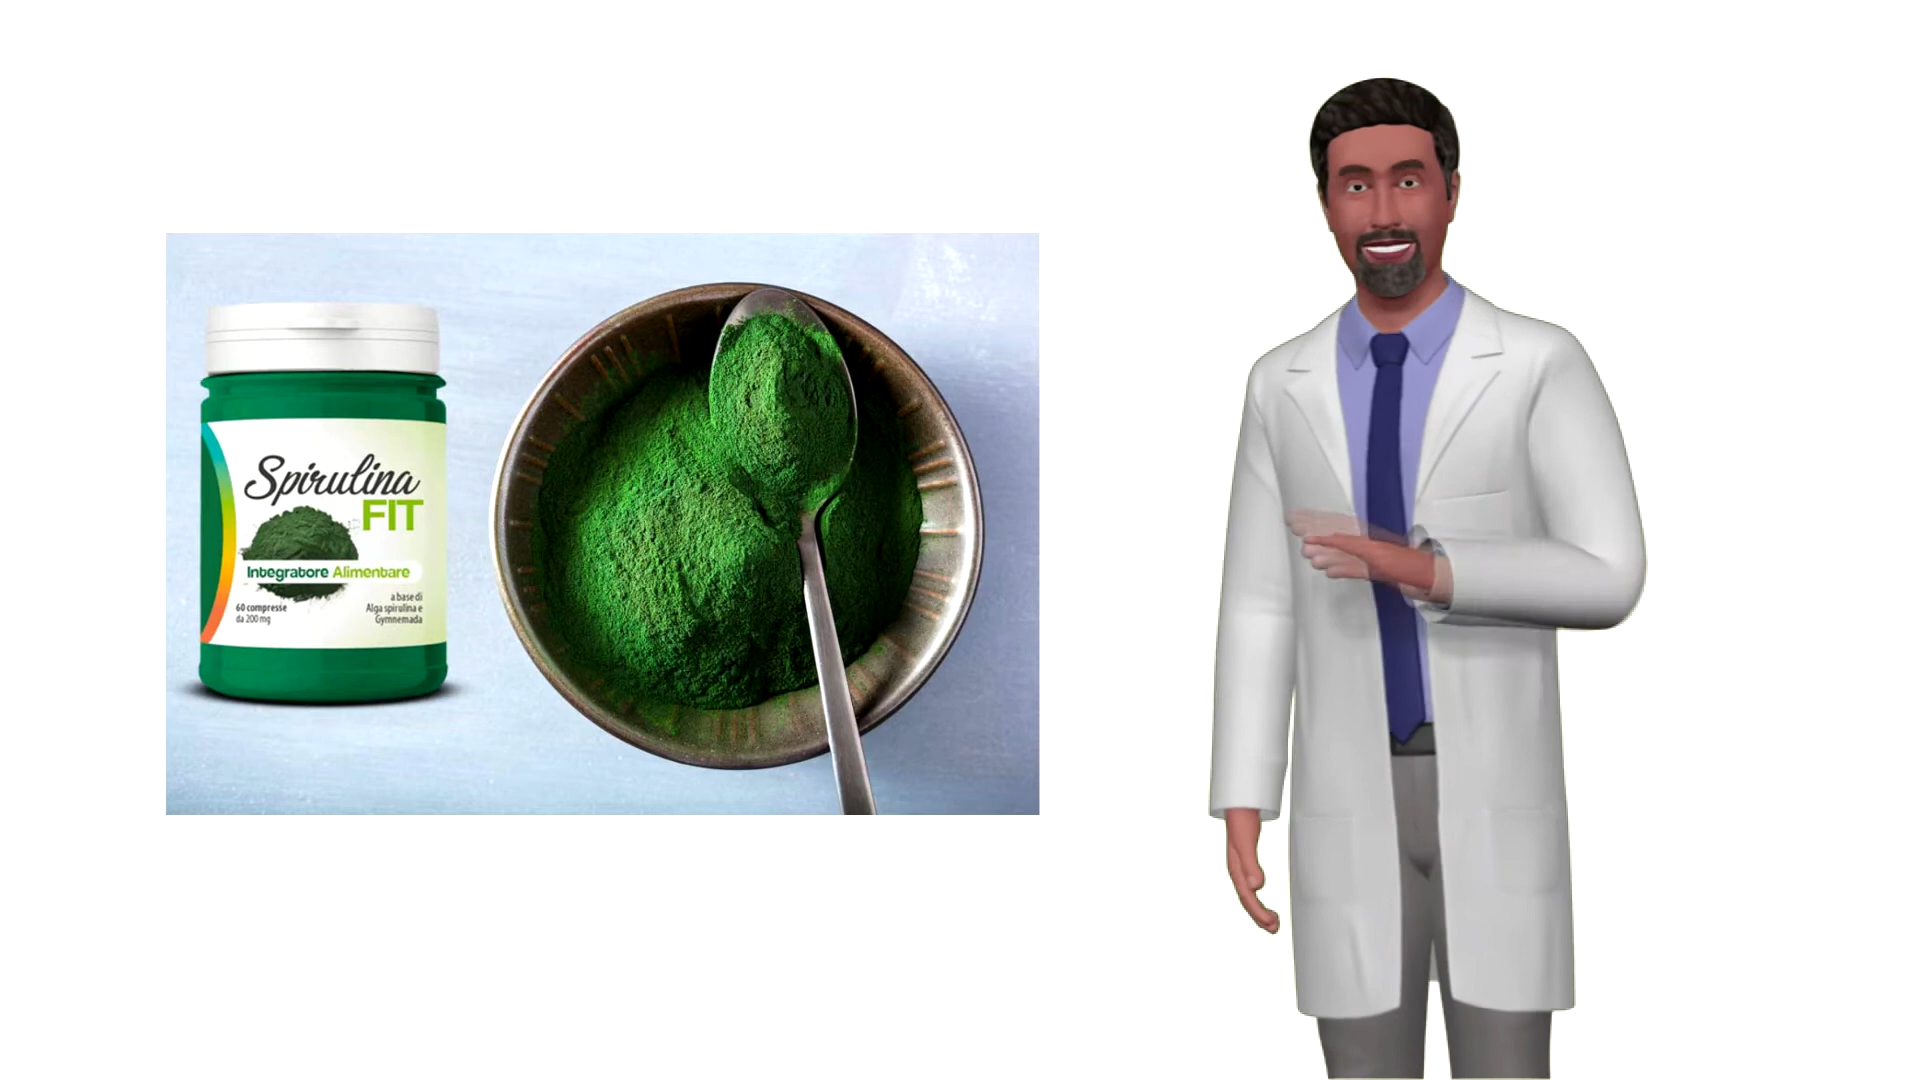 Spirulina
FIT
Integratore Alimentare
60 compresse
da 200 mg
a base di
Alga spirulina e
Gymnemada